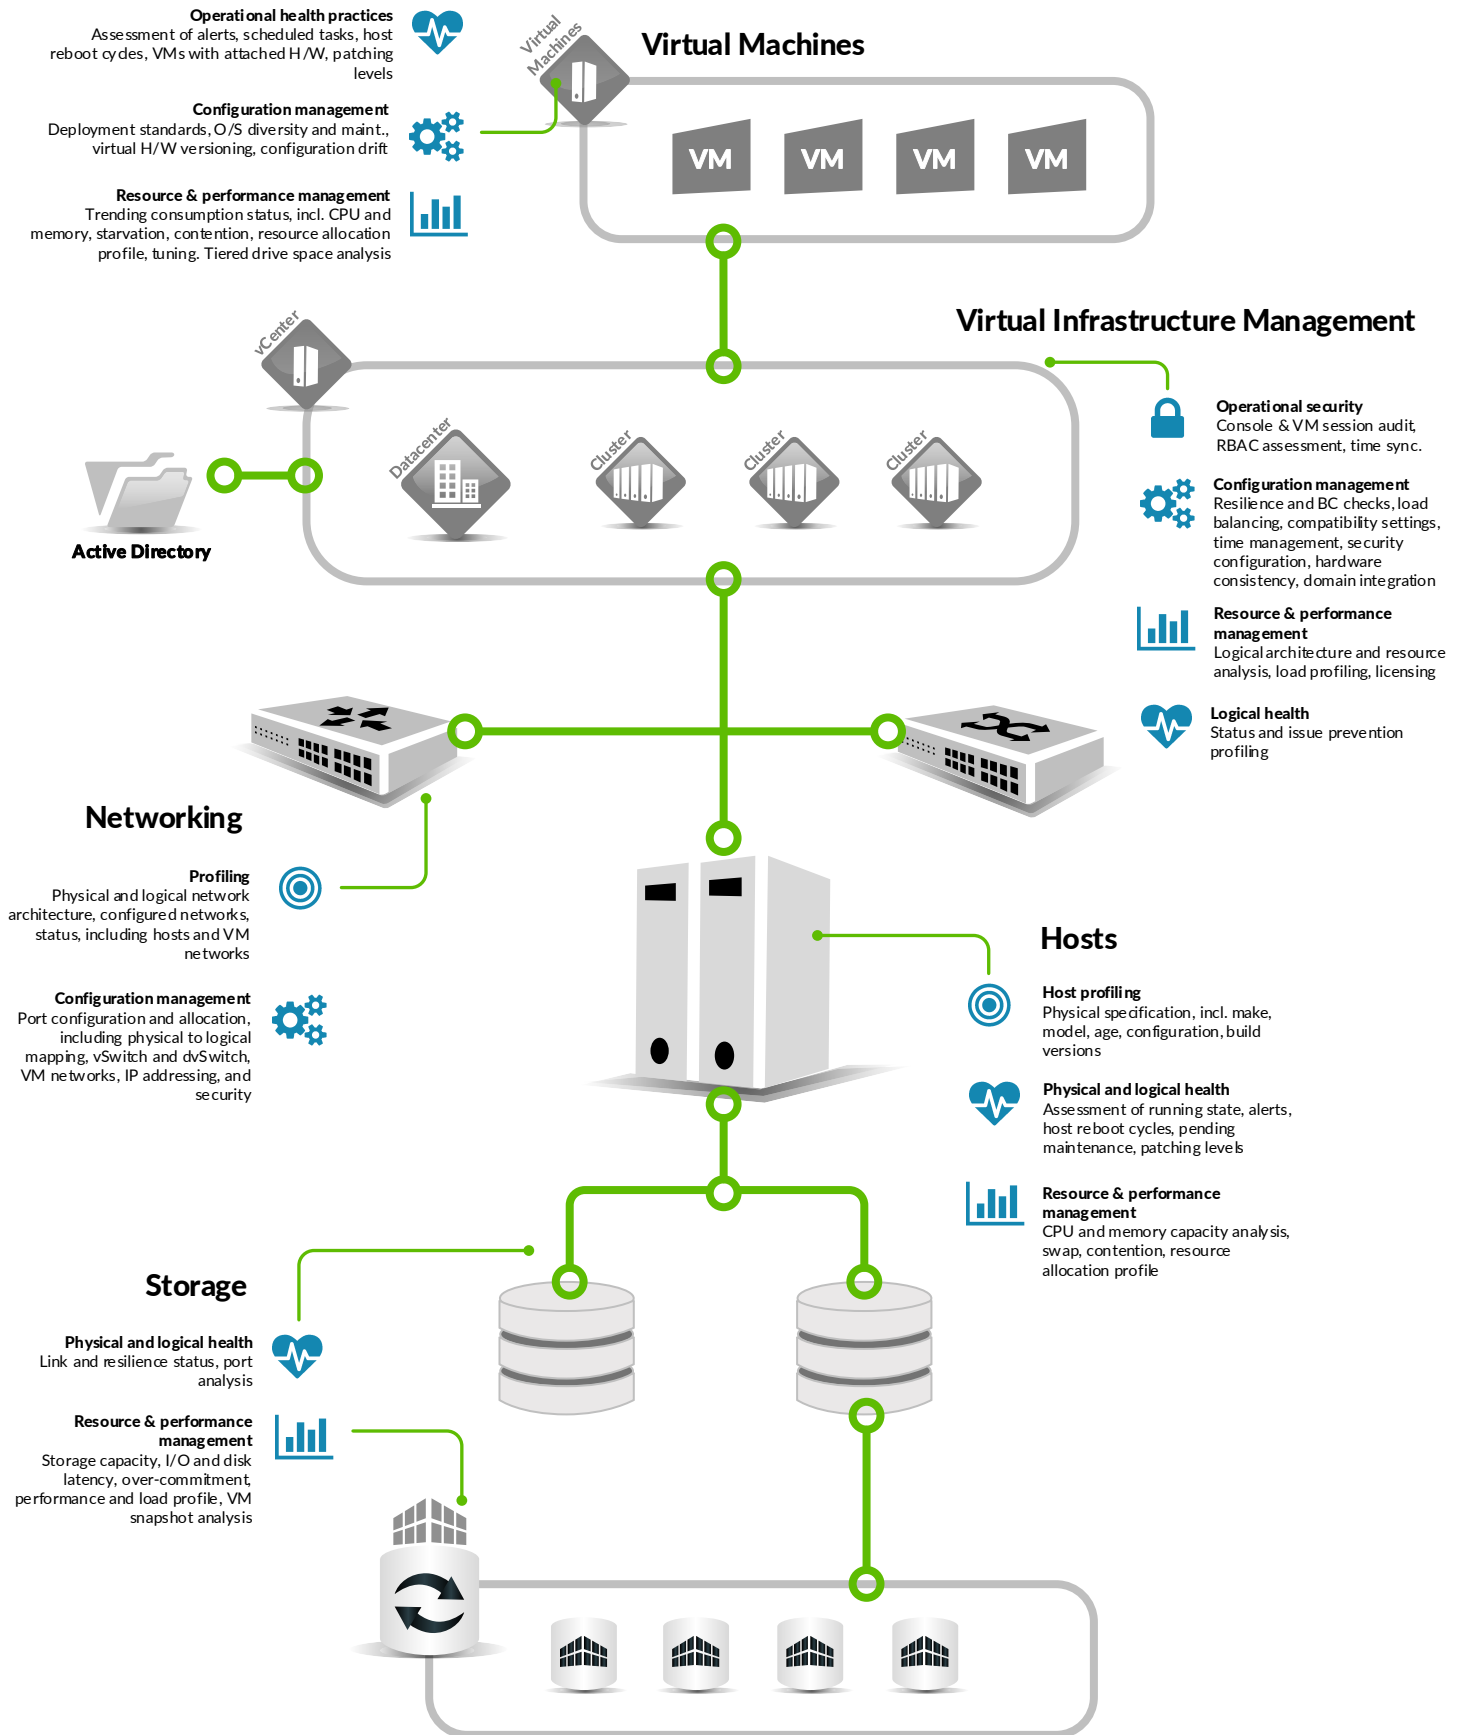 Operational health practices
Assessment of alerts, scheduled tasks, host
reboot cycles, VMs with attached H/W, patching
levels
Configuration management
Deployment standards, O/S diversity and maint.,
virtual H/W versioning, configuration drift
Resource & performance management
Trending consumption status, incl. CPU and
memory, starvation, contention, resource allocation
profile, tuning. Tiered drive space analysis
Virtual
Machines
Virtual Machines
VM
VM
VM
VM
Virtual Infrastructure Management
vCenter
Datacenter
Cluster
Cluster
Cluster
Active Directory
Operational security
Console & VM session audit,
RBAC assessment, time sync.
Configuration management
Resilience and BC checks, load
balancing, compatibility settings,
time management, security
configuration, hardware
consistency, domain integration
Resource & performance
management
Logical architecture and resource
analysis, load profiling, licensing
Logical health
Status and issue prevention
profiling
Networking
Profiling
Physical and logical network
architecture, configured networks,
status, including hosts and VM
networks
Configuration management
Port configuration and allocation,
including physical to logical
mapping, vSwitch and dvSwitch,
VM networks, IP addressing, and
security
Hosts
Host profiling
Physical specification, incl. make,
model, age, configuration, build
versions
Physical and logical health
Assessment of running state, alerts,
host reboot cycles, pending
maintenance, patching levels
Resource & performance
management
CPU and memory capacity analysis,
swap, contention, resource
allocation profile
Storage
Physical and logical health
Link and resilience status, port
analysis
Resource & performance
management
Storage capacity, I/O and disk
latency, over-commitment,
performance and load profile, VM
snapshot analysis